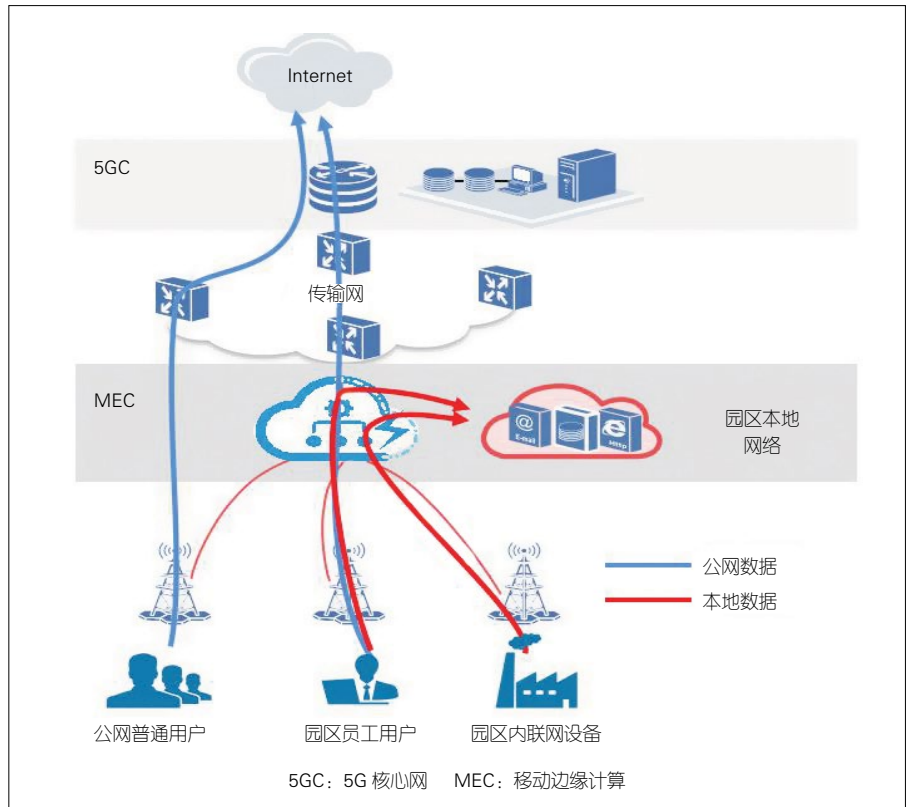 Internet
5GC
传输网
MEC
@
E-mail
HTTP
园区本地
网络
公网数据
本地数据
公网普通用户
园区员工用户
园区内联网设备
5GC：5G 核心网 MEC：移动边缘计算